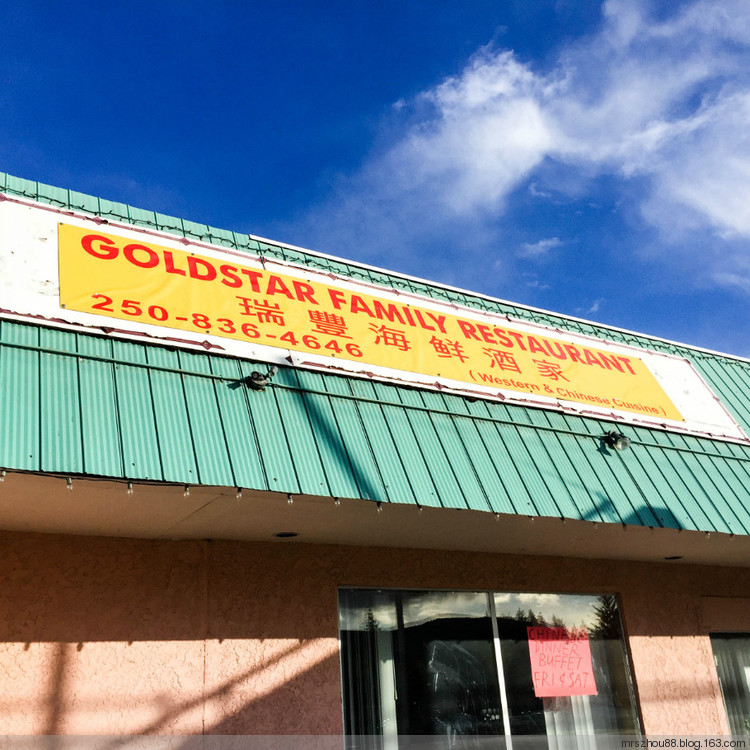 GOLDSTAR FAMILY RESTAURANT
瑞豐海鮮酒家
250-836-4646
(Western & Chinese Cuisine)
CHINESE
DINNER
BUFFET
FRI & SAT
mrszhou88.blog.163.com